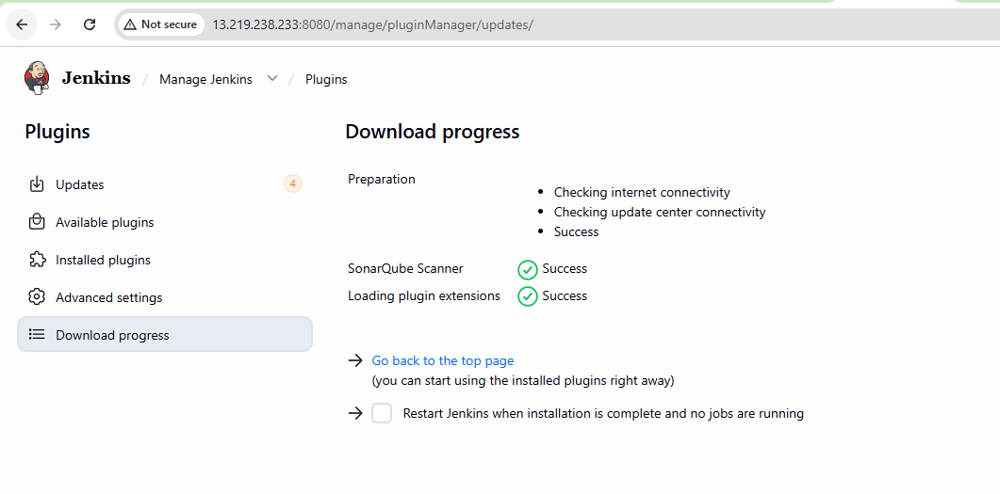 Not secure 13.219.238.233:8080/manage/pluginManager/updates/
Jenkins / Manage Jenkins / Plugins
Plugins
Updates 4
Available plugins
Installed plugins
Advanced settings
Download progress
Download progress
Preparation
• Checking internet connectivity
• Checking update center connectivity
• Success
SonarQube Scanner Success
Loading plugin extensions Success
Go back to the top page
(you can start using the installed plugins right away)
Restart Jenkins when installation is complete and no jobs are running